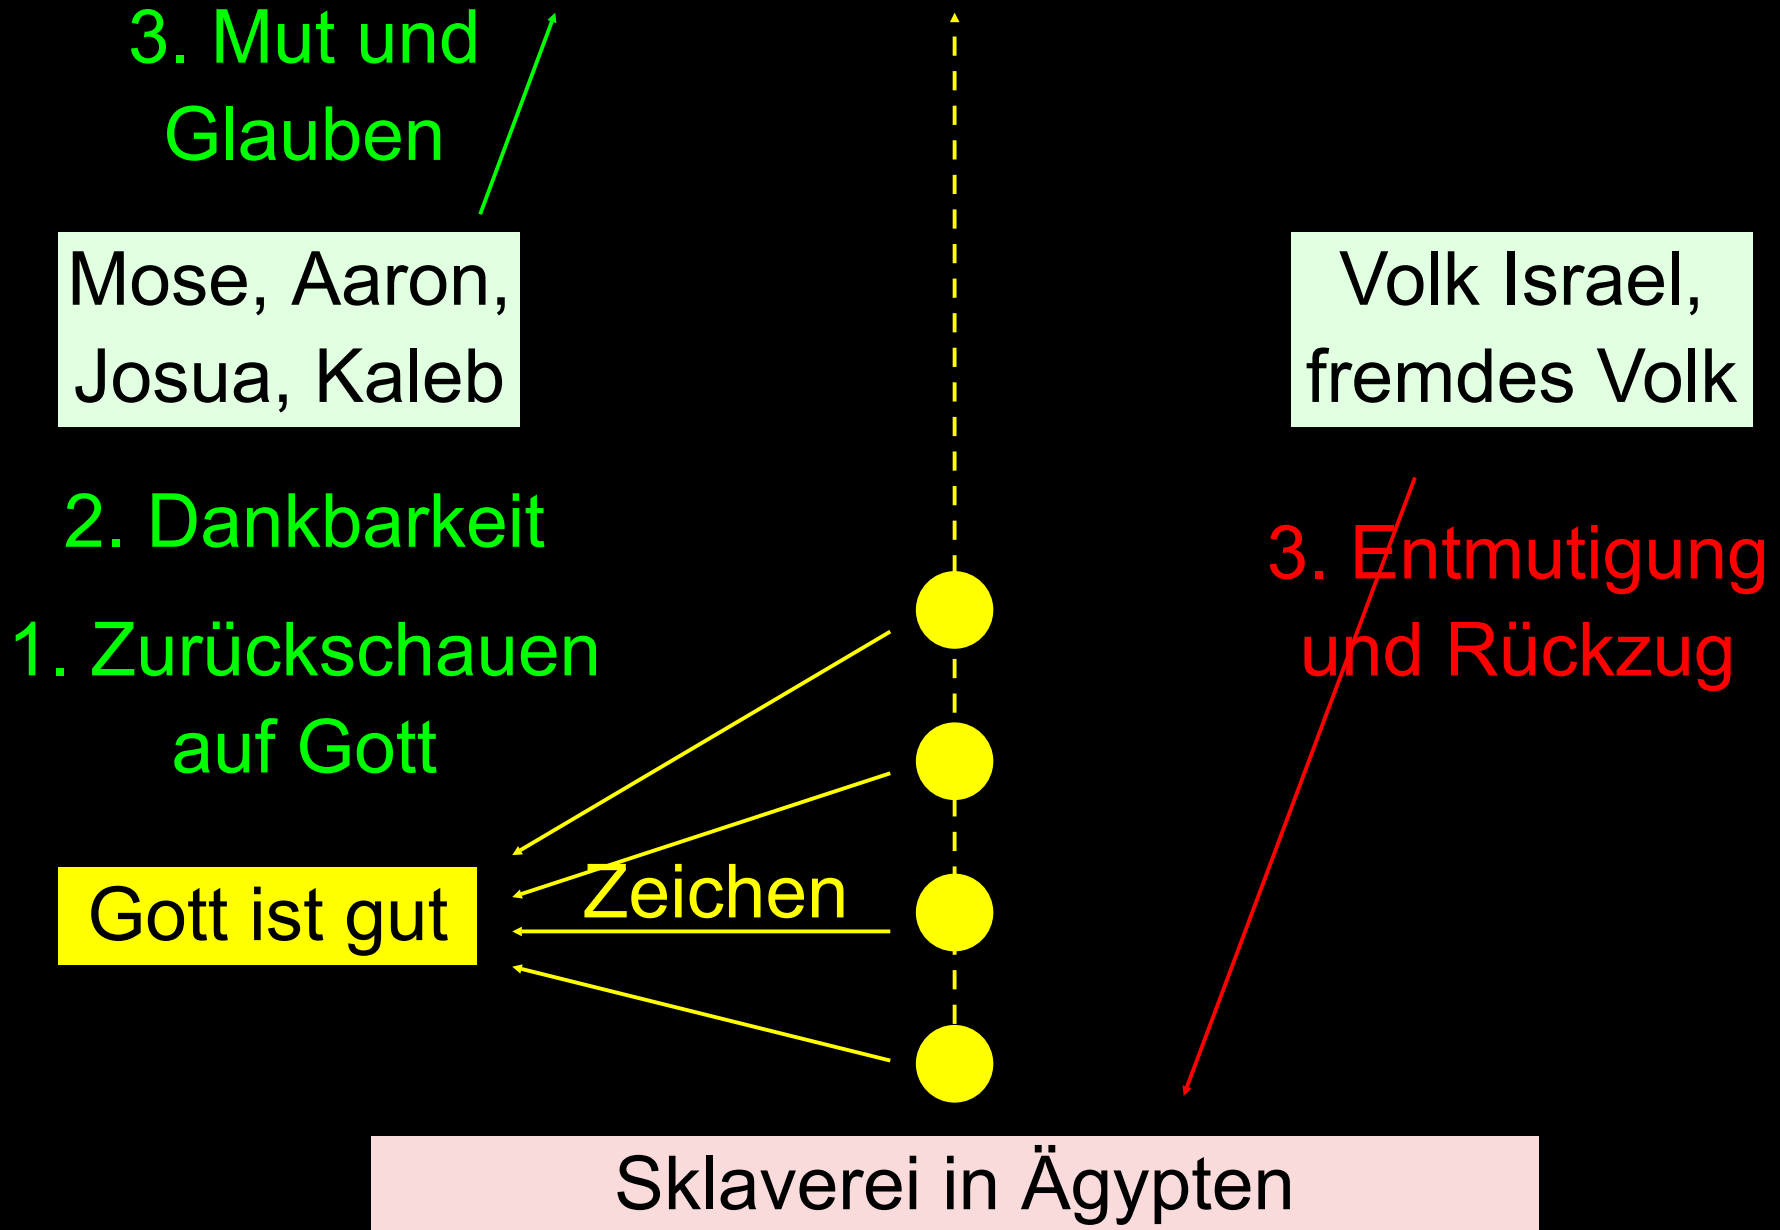 3. Mut und
Glauben
Mose, Aaron,
Josua, Kaleb
2. Dankbarkeit
1. Zurückschauen
auf Gott
Gott ist gut
Zeichen
Volk Israel,
fremdes Volk
3. Entmutigung
und Rückzug
Sklaverei in Ägypten